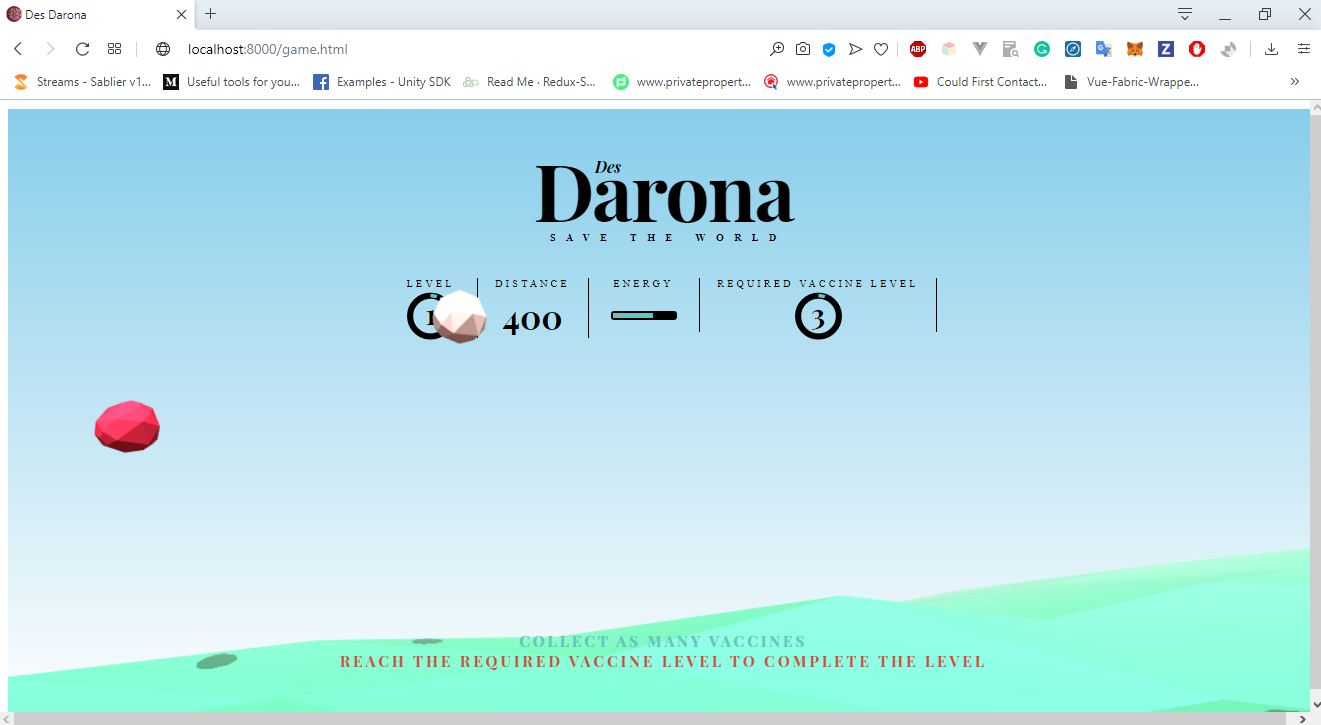 Des Darona
localhost:8000/game.html
ABP
Streams - Sablier v1... Useful tools for you... Examples - Unity SDK Read Me · Redux-S... www.privatepropert... www.privatepropert... Could First Contact... Vue-Fabric-Wrappe...
Des
Darona
SAVE THE WORLD
LEVEL DISTANCE ENERGY REQUIRED VACCINE LEVEL
1 400 3
COLLECT AS MANY VACCINES
REACH THE REQUIRED VACCINE LEVEL TO COMPLETE THE LEVEL